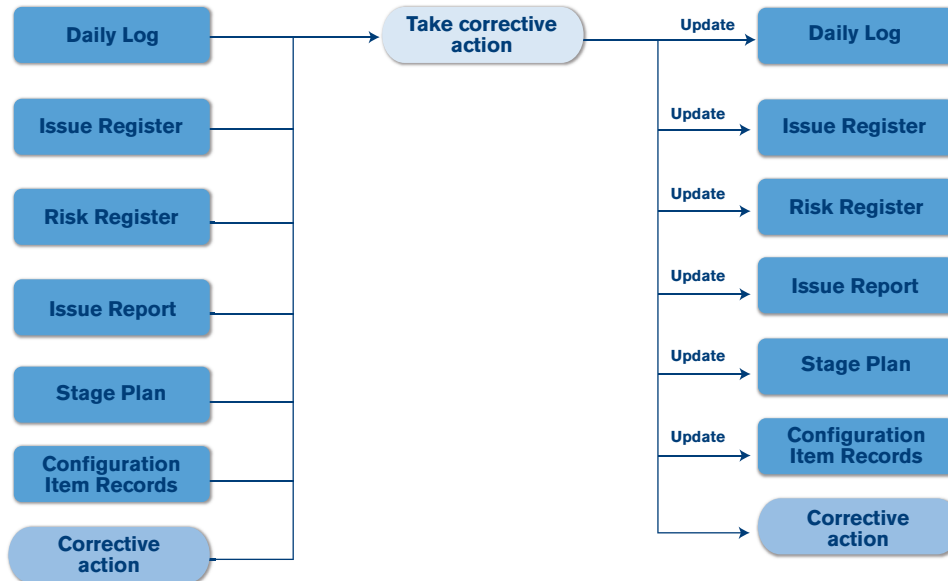 Daily Log
Take corrective
action
Update
Daily Log
Issue Register
Update
Issue Register
Risk Register
Update
Risk Register
Issue Report
Update
Issue Report
Stage Plan
Update
Stage Plan
Configuration
Item Records
Update
Configuration
Item Records
Corrective
action
Corrective
action